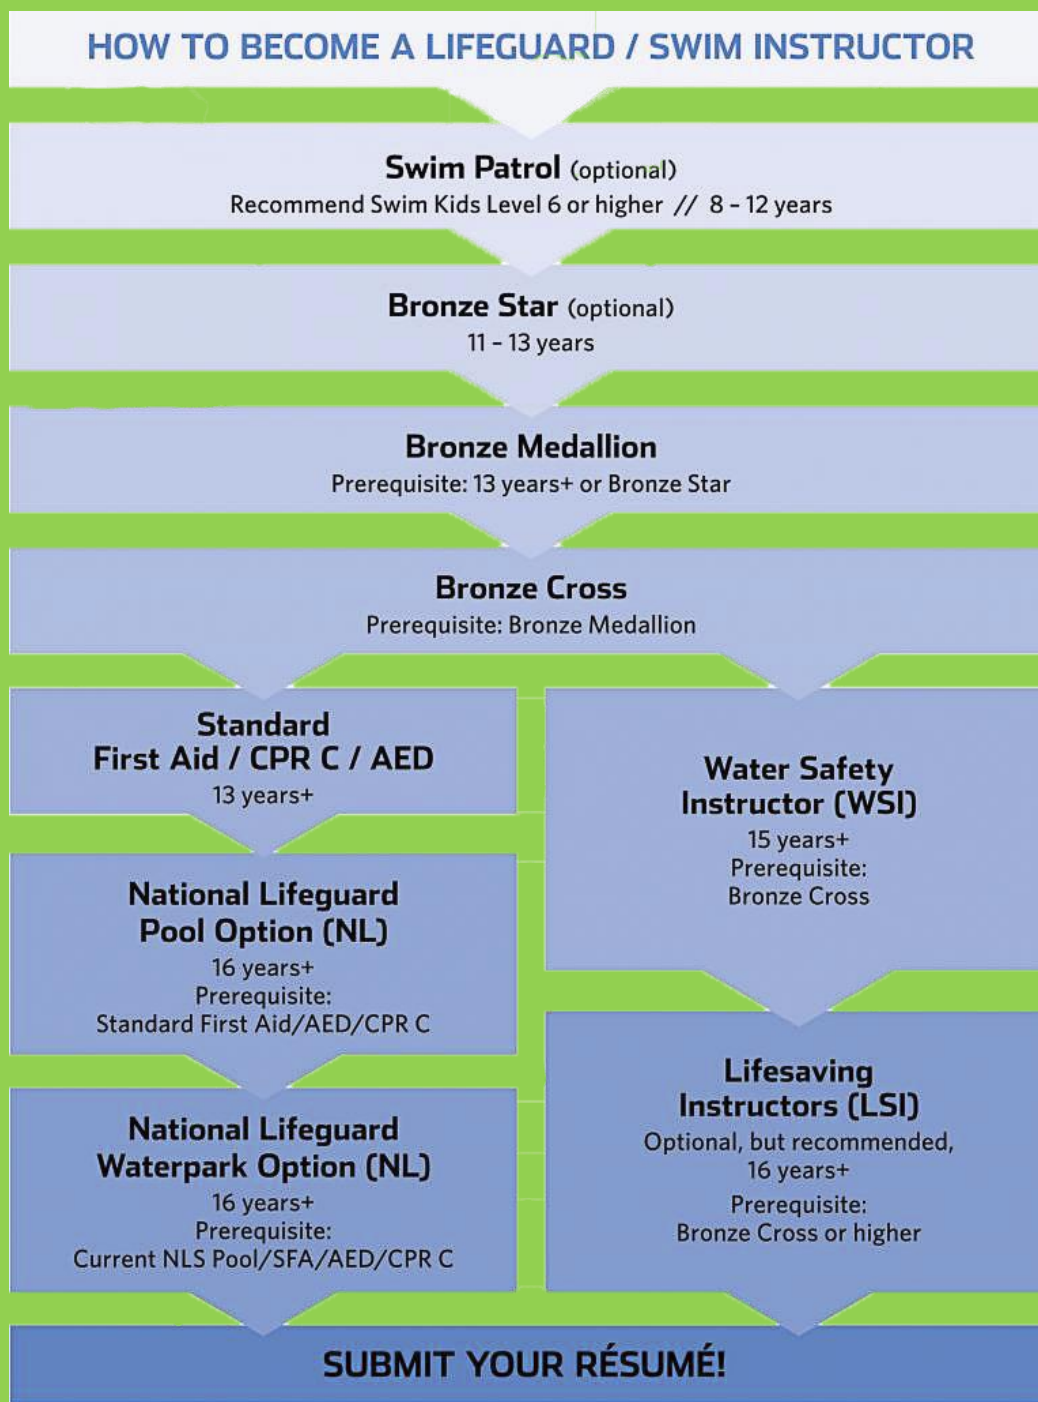 HOW TO BECOME A LIFEGUARD / SWIM INSTRUCTOR
Swim Patrol (optional)
Recommend Swim Kids Level 6 or higher // 8 – 12 years
Bronze Star (optional)
11 – 13 years
Bronze Medallion
Prerequisite: 13 years+ or Bronze Star
Bronze Cross
Prerequisite: Bronze Medallion
Standard
First Aid / CPR C / AED
13 years+
National Lifeguard
Pool Option (NL)
16 years+
Prerequisite:
Standard First Aid/AED/CPR C
National Lifeguard
Waterpark Option (NL)
16 years+
Prerequisite:
Current NLS Pool/SFA/AED/CPR C
Water Safety
Instructor (WSI)
15 years+
Prerequisite:
Bronze Cross
Lifesaving
Instructors (LSI)
Optional, but recommended,
16 years+
Prerequisite:
Bronze Cross or higher
SUBMIT YOUR RÉSUMÉ!